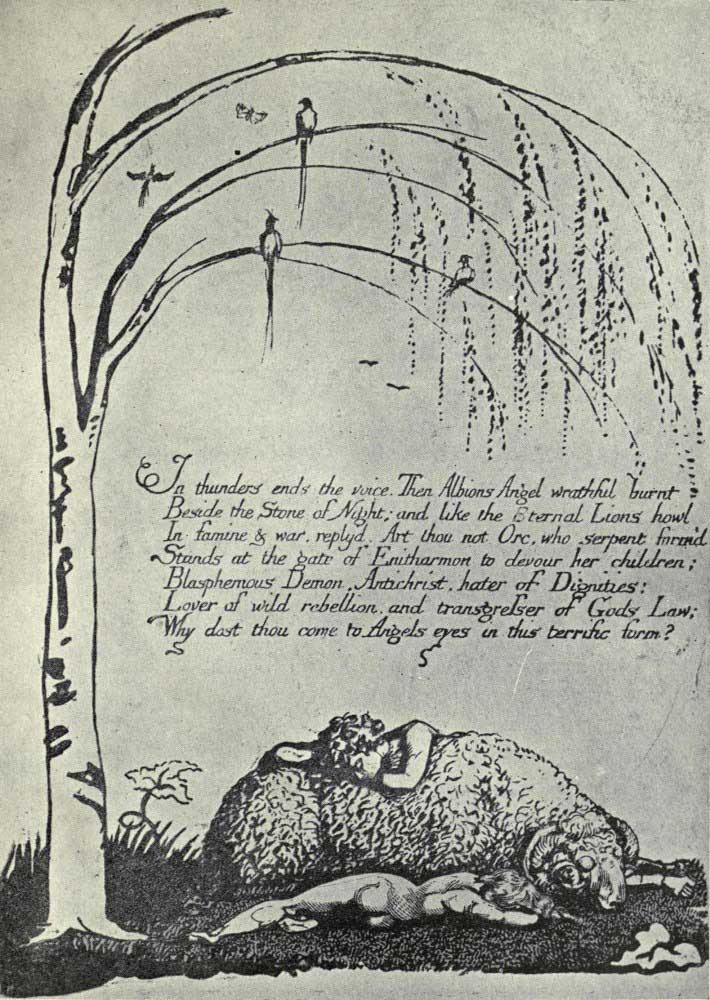 In thunders ends the voice. Then Albions Angel wrathful burnt
Beside the Stone of Night; and like the Eternal Lions howl
In famine & war, replyd. Art thou not Orc, who serpent form'd
Stands at the gate of Enitharmon to devour her children;
Blasphemous Demon, Antichrist, hater of Dignities;
Lover of wild rebellion, and transgresser of Gods Law;
Why dost thou come to Angels eyes in this terrific form?